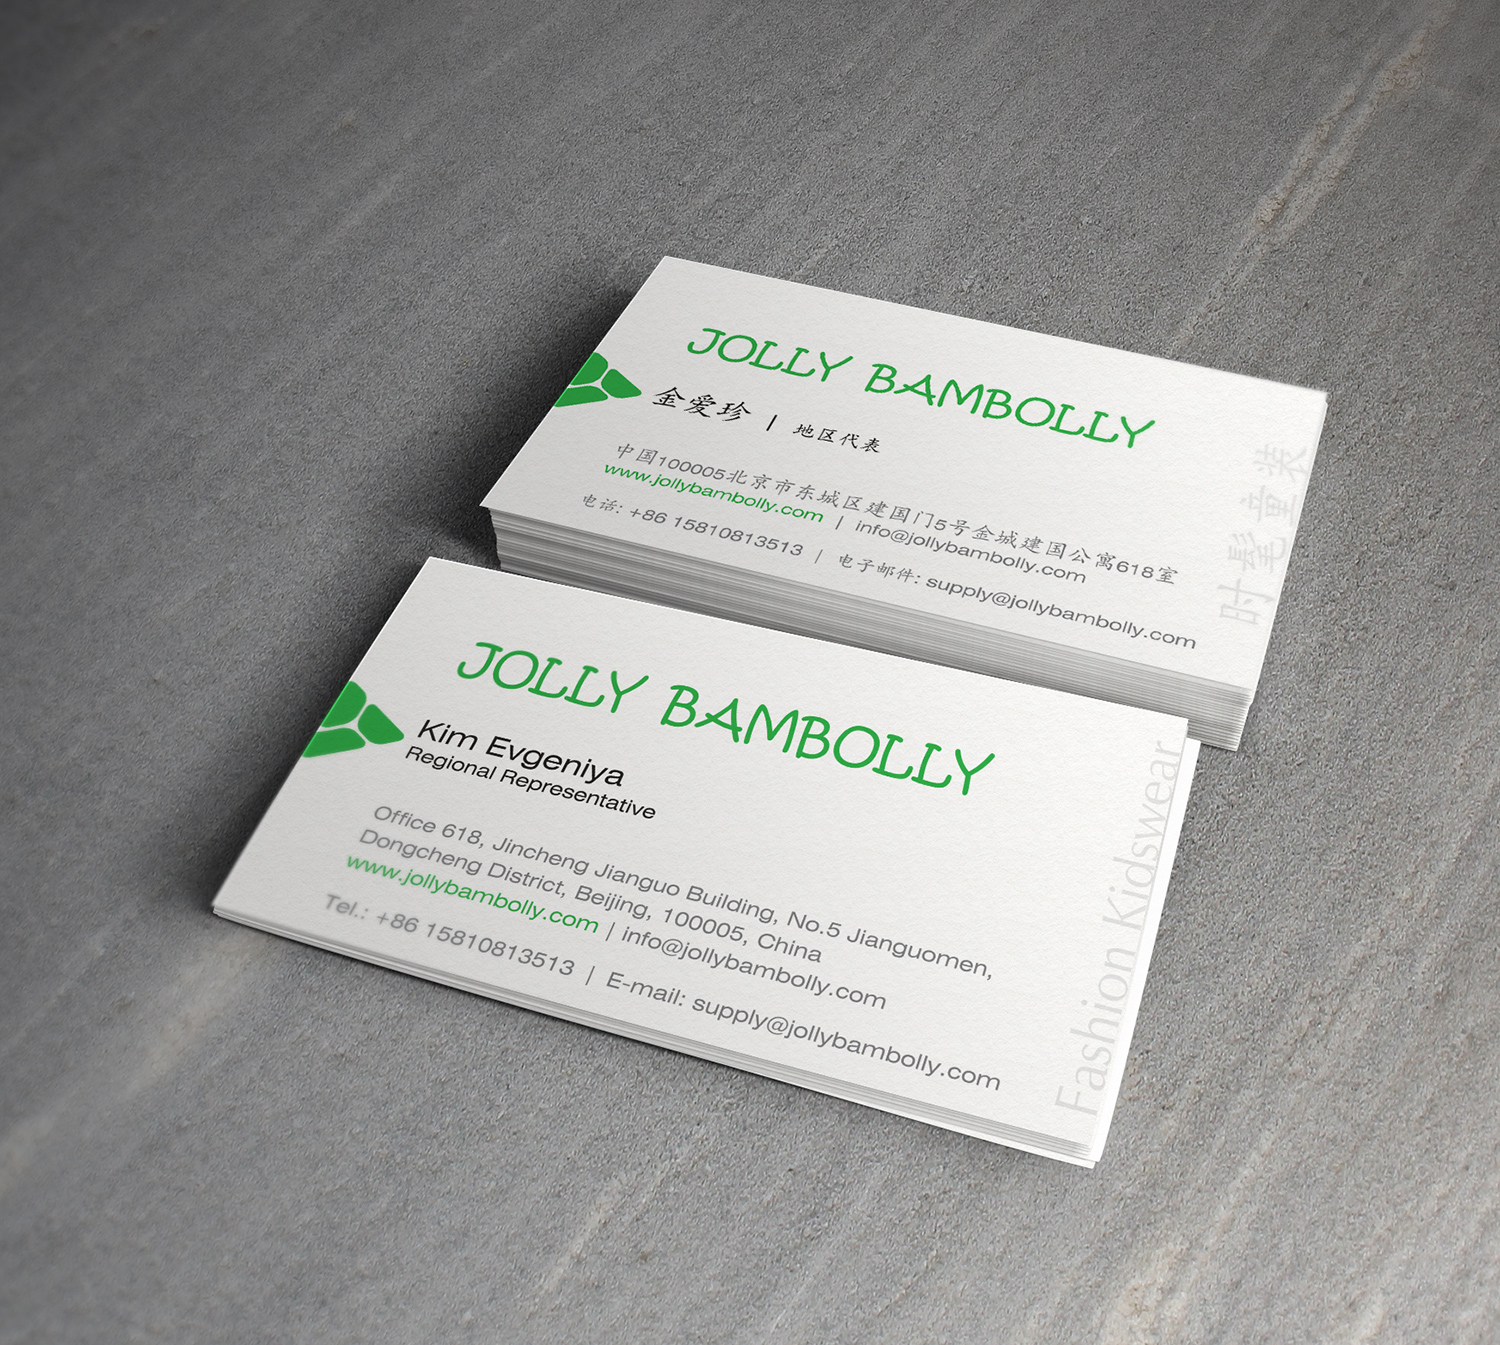 JOLLY BAMBOLLY
金爱珍 | 地区代表
中国100005北京市东城区建国门5号金城建国公寓618室
www.jollybambolly.com | info@jollybambolly.com
电话: +86 15810813513 | 电子邮件: supply@jollybambolly.com
时髦童装
JOLLY BAMBOLLY
Kim Evgeniya
Regional Representative
Office 618, Jincheng Jianguo Building, No.5 Jianguomen,
Dongcheng District, Beijing, 100005, China
www.jollybambolly.com | info@jollybambolly.com
Tel.: +86 15810813513 | E-mail: supply@jollybambolly.com
Fashion Kidswear